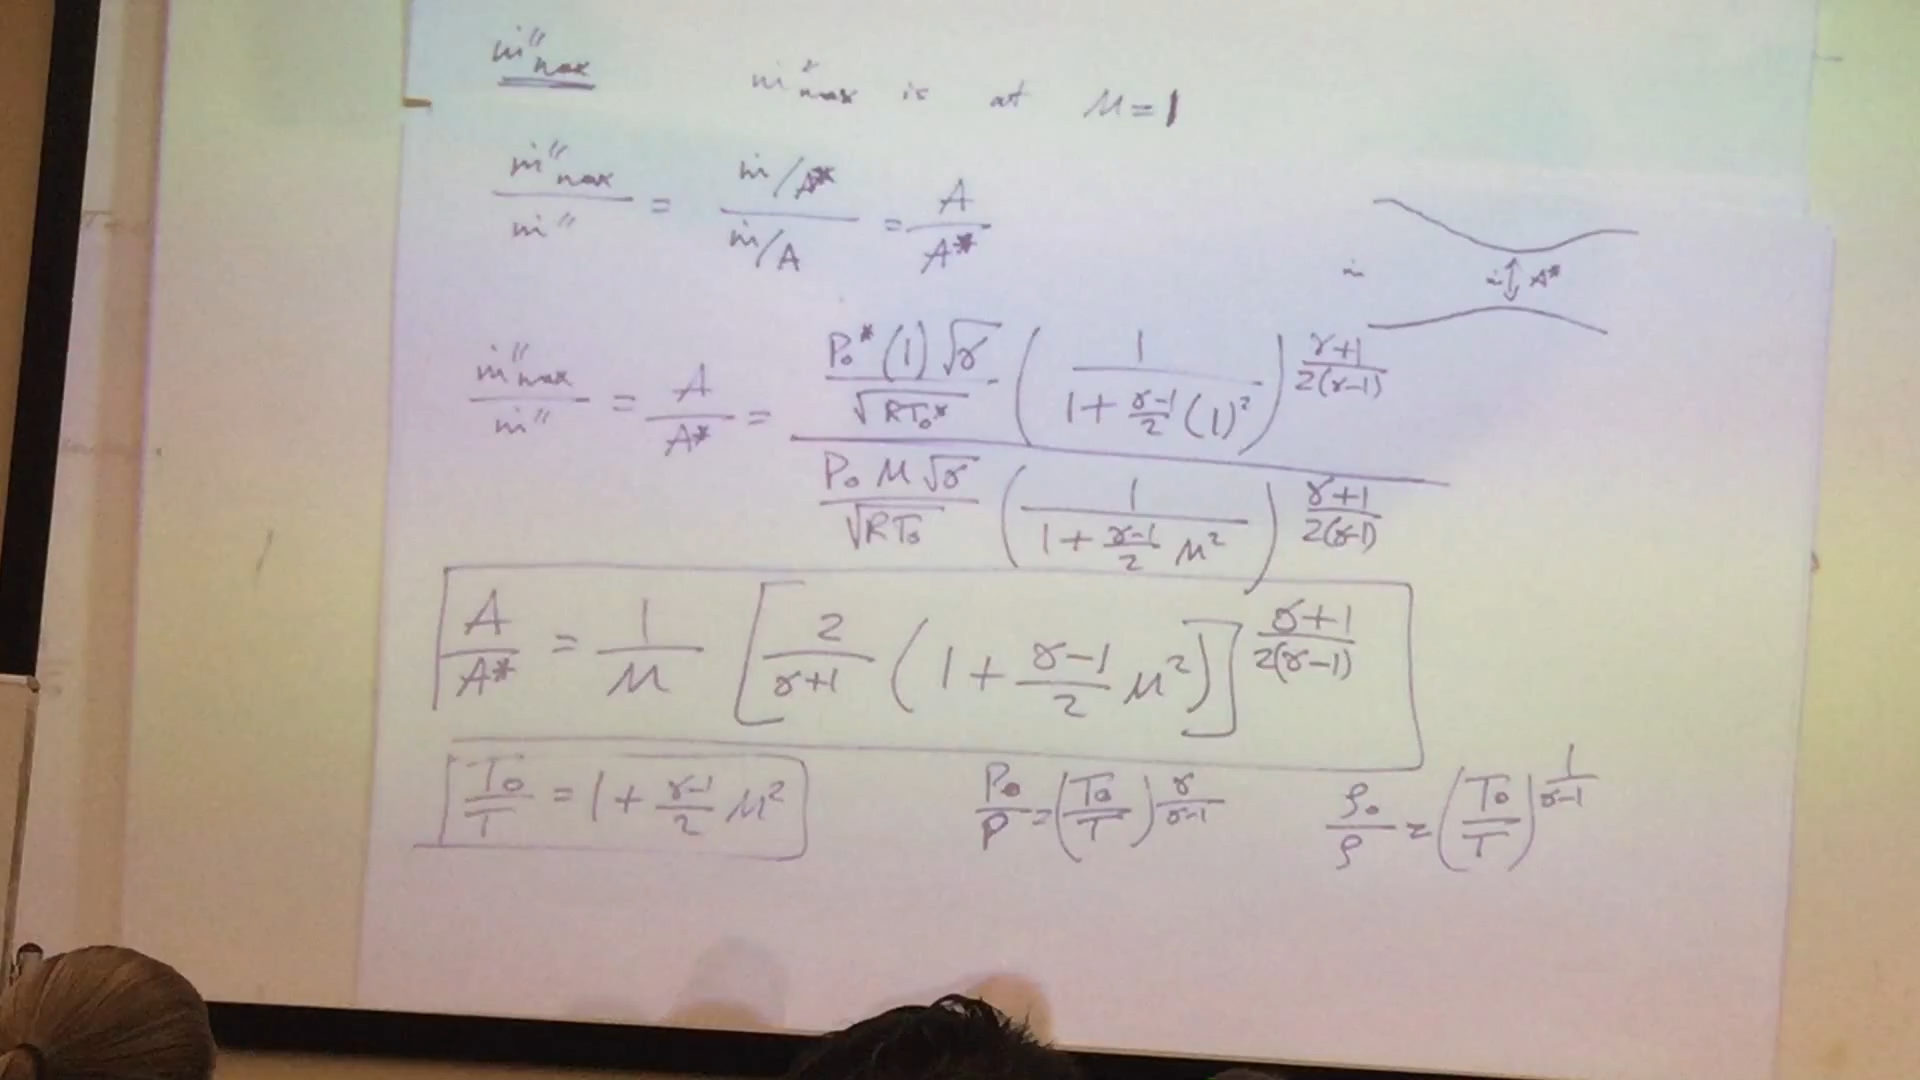 ṁ″max    ṁ″max is at M=1
ṁ″max / ṁ″ = (ṁ/A*) / (ṁ/A) = A / A*
ṁ ṁ A*
ṁ″max / ṁ″ = A / A* = [P₀*(1)√γ / √RT₀* (1 / (1 + (γ-1)/2 (1)²))^((γ+1)/(2(γ-1)))] / [P₀ M√γ / √RT₀ (1 / (1 + (γ-1)/2 M²))^((γ+1)/(2(γ-1)))]
A / A* = 1 / M [2/(γ+1) (1 + (γ-1)/2 M²)]^((γ+1)/(2(γ-1)))
T₀/T = 1 + (γ-1)/2 M²    P₀/P = (T₀/T)^(γ/(γ-1))    ρ₀/ρ = (T₀/T)^(1/(γ-1))